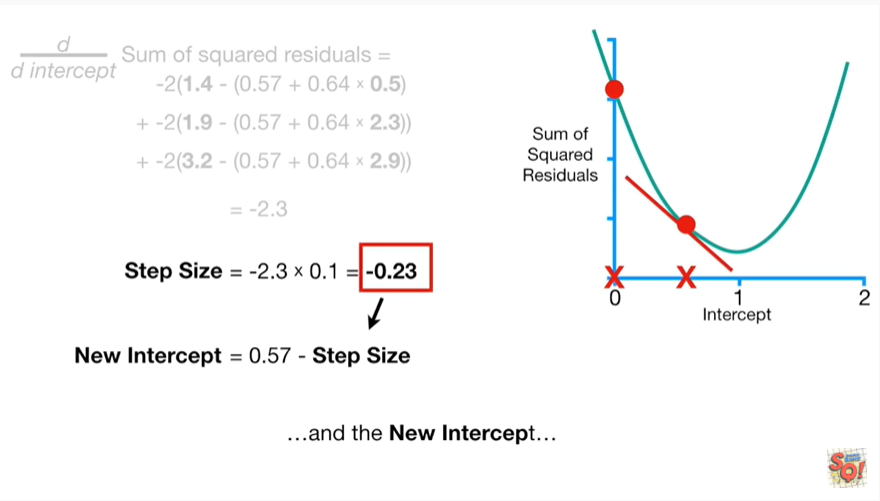 d
d intercept
Sum of squared residuals =
-2(1.4 - (0.57 + 0.64 × 0.5)
+ -2(1.9 - (0.57 + 0.64 × 2.3))
+ -2(3.2 - (0.57 + 0.64 × 2.9))
= -2.3
Step Size = -2.3 × 0.1 = -0.23
New Intercept = 0.57 - Step Size
...and the New Intercept...
Sum of
Squared
Residuals
0 1 2
Intercept
SQ!